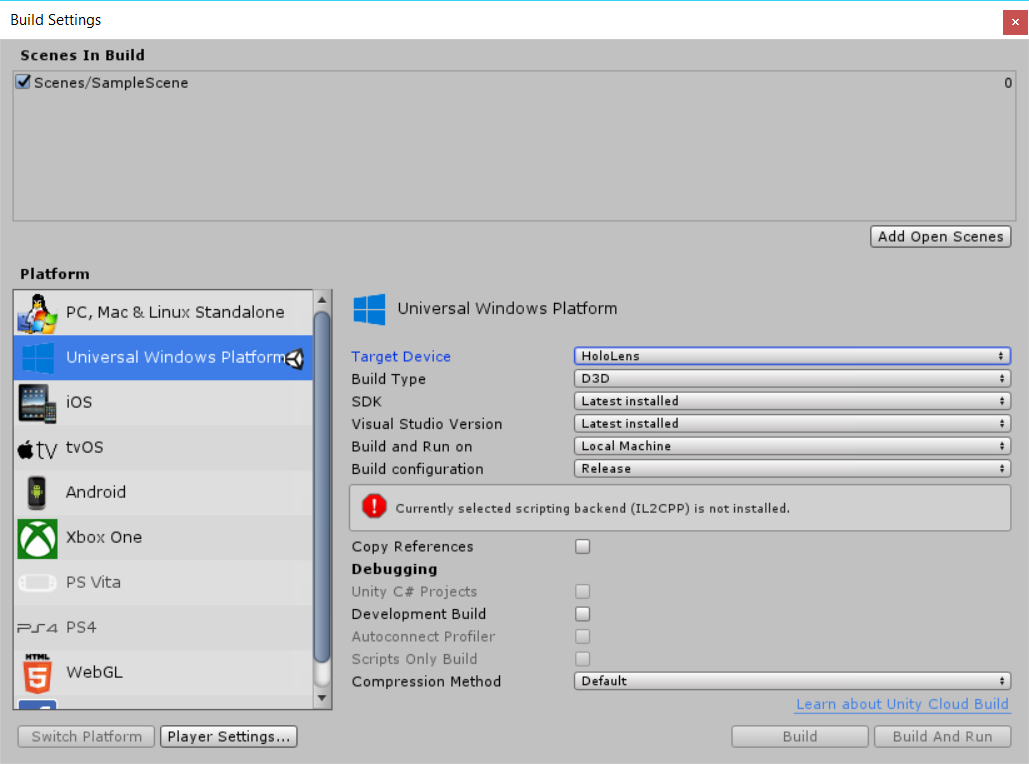 Build Settings
Scenes In Build
Scenes/SampleScene 0
Add Open Scenes
Platform
PC, Mac & Linux Standalone
Universal Windows Platform
iOS
tv tvOS
Android
Xbox One
PS Vita
PS4 PS4
HTML 5 WebGL
Switch Platform
Player Settings...
Universal Windows Platform
Target Device HoloLens
Build Type D3D
SDK Latest installed
Visual Studio Version Latest installed
Build and Run on Local Machine
Build configuration Release
Currently selected scripting backend (IL2CPP) is not installed.
Copy References
Debugging
Unity C# Projects
Development Build
Autoconnect Profiler
Scripts Only Build
Compression Method Default
Learn about Unity Cloud Build
Build
Build And Run